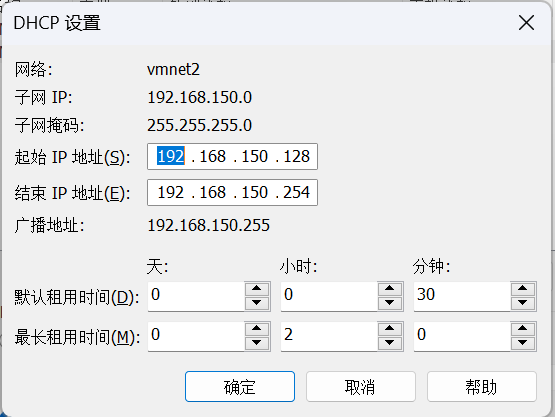 DHCP 设置
网络: vmnet2
子网 IP: 192.168.150.0
子网掩码: 255.255.255.0
起始 IP 地址(S): 192 . 168 . 150 . 128
结束 IP 地址(E): 192 . 168 . 150 . 254
广播地址: 192.168.150.255
天: 小时: 分钟:
默认租用时间(D): 0 0 30
最长租用时间(M): 0 2 0
确定 取消 帮助